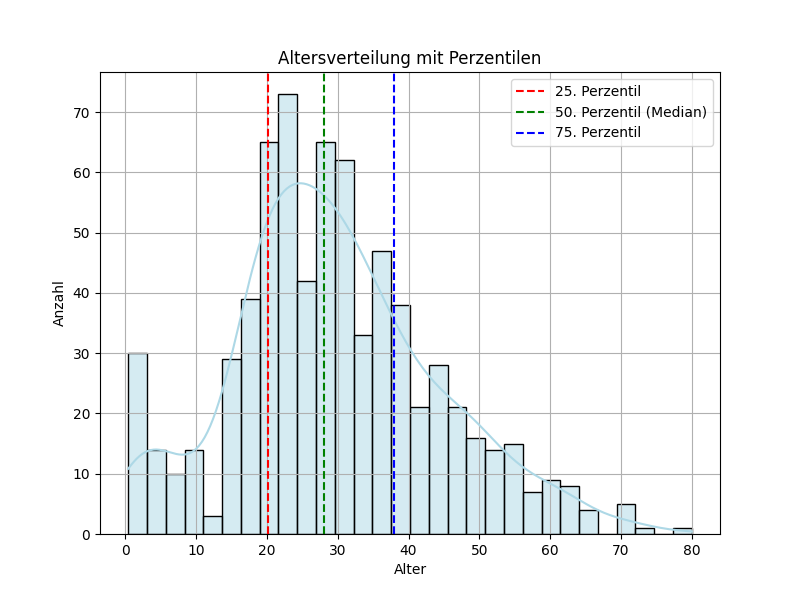 Altersverteilung mit Perzentilen
25. Perzentil
50. Perzentil (Median)
75. Perzentil
Anzahl
70
60
50
40
30
20
10
0
0 10 20 30 40 50 60 70 80
Alter